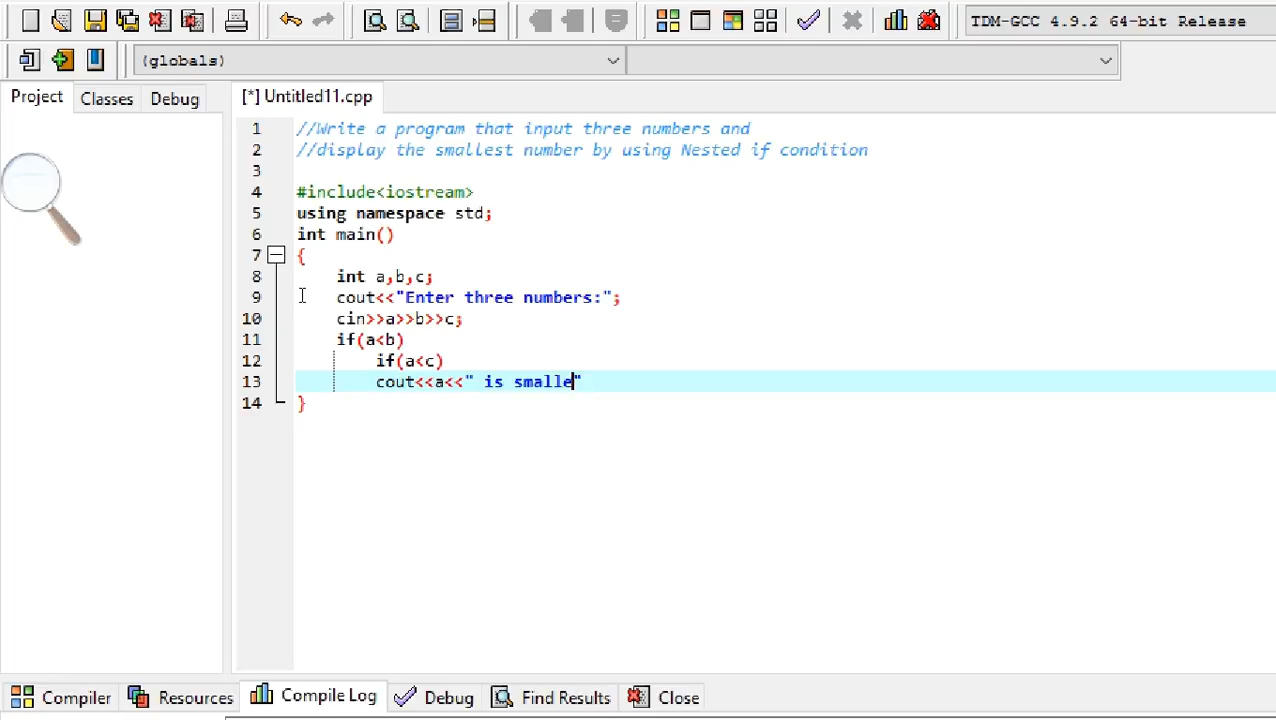 TDM-GCC 4.9.2 64-bit Release
(globals)
Project Classes Debug
[*] Untitled11.cpp
1 //Write a program that input three numbers and
2 //display the smallest number by using Nested if condition
3
4 #include<iostream>
5 using namespace std;
6 int main()
7 {
8 int a,b,c;
9 cout<<"Enter three numbers:";
10 cin>>a>>b>>c;
11 if(a<b)
12 if(a<c)
13 cout<<a<<" is smalle"
14 }
Compiler Resources Compile Log Debug Find Results Close